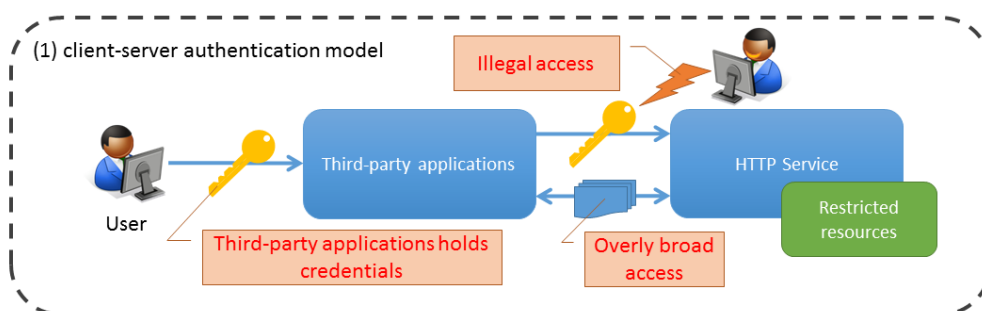 (1) client-server authentication model
Illegal access
Third-party applications
HTTP Service
User
Restricted
resources
Third-party applications holds
credentials
Overly broad
access